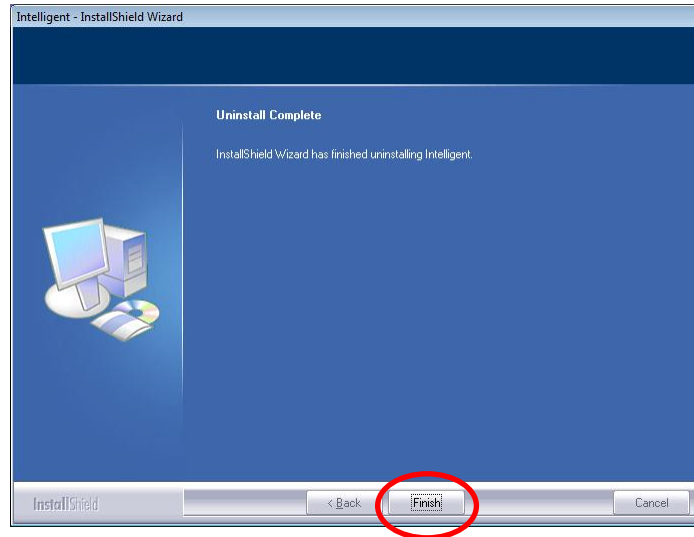 Intelligent - InstallShield Wizard
Uninstall Complete
InstallShield Wizard has finished uninstalling Intelligent.
InstallShield
< Back
Finish
Cancel